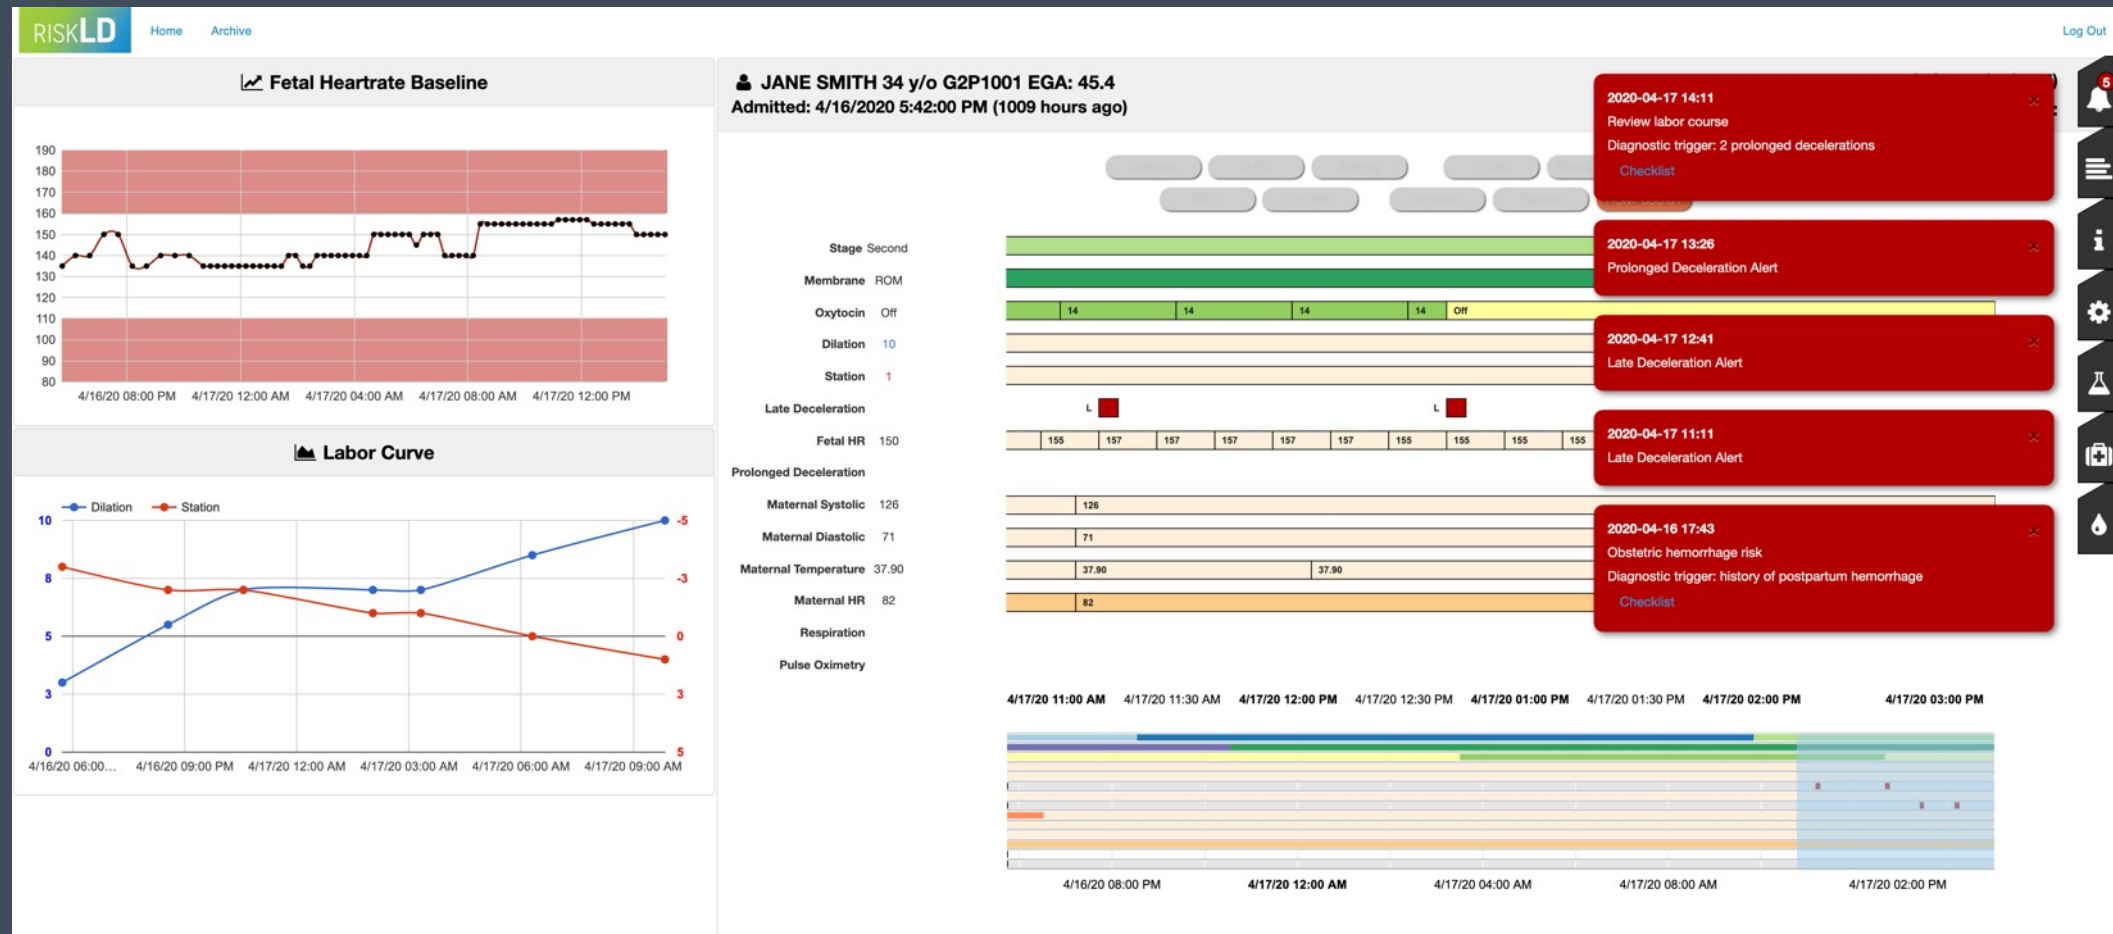 RISKLD
Home Archive
Log Out
Fetal Heartrate Baseline
190
180
170
160
150
140
130
120
110
100
90
80
4/16/20 08:00 PM 4/17/20 12:00 AM 4/17/20 04:00 AM 4/17/20 08:00 AM 4/17/20 12:00 PM
Labor Curve
Dilation Station
10 -5
8 -3
5 0
3 3
0 5
4/16/20 06:00... 4/16/20 09:00 PM 4/17/20 12:00 AM 4/17/20 03:00 AM 4/17/20 06:00 AM 4/17/20 09:00 AM
JANE SMITH 34 y/o G2P1001 EGA: 45.4
Admitted: 4/16/2020 5:42:00 PM (1009 hours ago)
Stage Second
Membrane ROM
Oxytocin Off 14 14 14 14 Off
Dilation 10
Station 1
Late Deceleration L L
Fetal HR 150 155 157 157 157 157 157 155 155 155 155
Prolonged Deceleration
Maternal Systolic 126 126
Maternal Diastolic 71 71
Maternal Temperature 37.90 37.90 37.90
Maternal HR 82 82
Respiration
Pulse Oximetry
4/17/20 11:00 AM 4/17/20 11:30 AM 4/17/20 12:00 PM 4/17/20 12:30 PM 4/17/20 01:00 PM 4/17/20 01:30 PM 4/17/20 02:00 PM 4/17/20 03:00 PM
4/16/20 08:00 PM 4/17/20 12:00 AM 4/17/20 04:00 AM 4/17/20 08:00 AM 4/17/20 02:00 PM
2020-04-17 14:11
Review labor course
Diagnostic trigger: 2 prolonged decelerations
Checklist
2020-04-17 13:26
Prolonged Deceleration Alert
2020-04-17 12:41
Late Deceleration Alert
2020-04-17 11:11
Late Deceleration Alert
2020-04-16 17:43
Obstetric hemorrhage risk
Diagnostic trigger: history of postpartum hemorrhage
Checklist
5